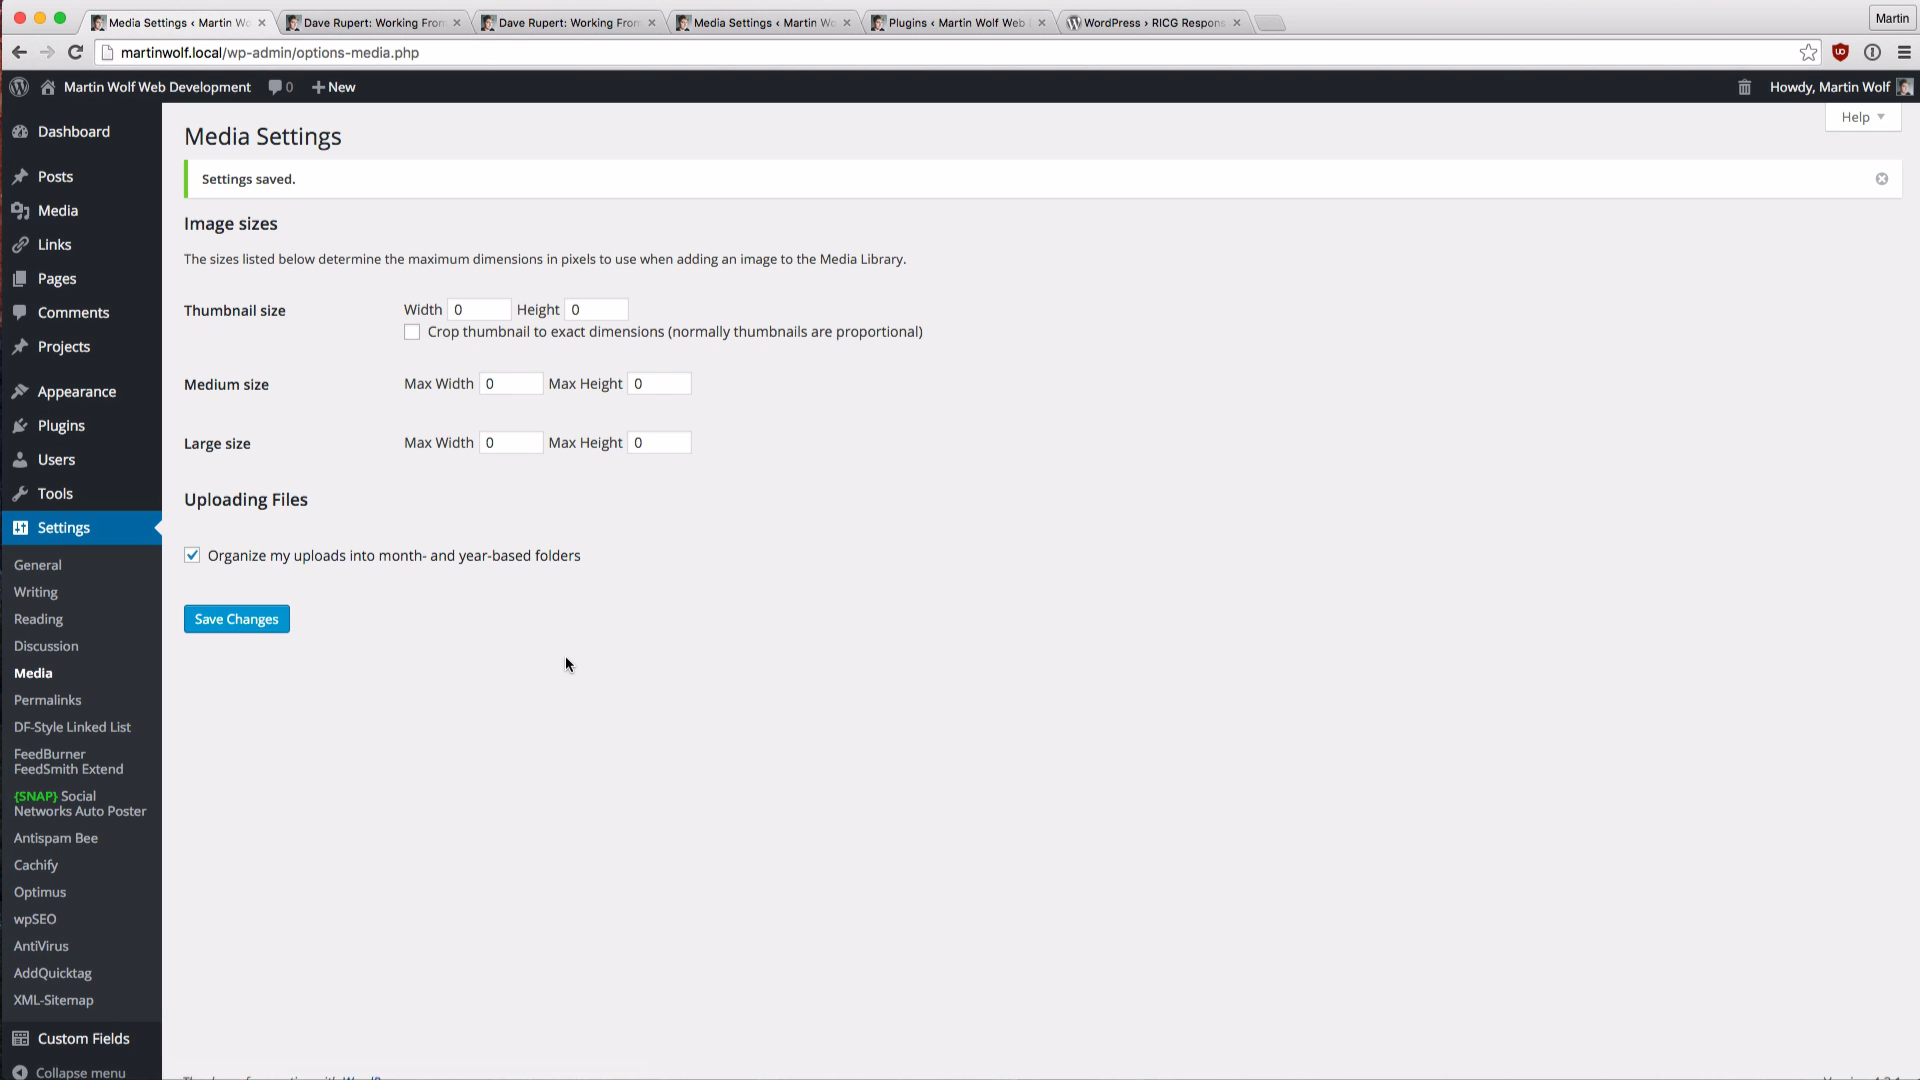 Media Settings ‹ Martin Wo
Dave Rupert: Working From
Dave Rupert: Working From
Media Settings ‹ Martin Wo
Plugins ‹ Martin Wolf Web
WordPress › RICG Respons
Martin
martinwolf.local/wp-admin/options-media.php
Martin Wolf Web Development
0
New
Howdy, Martin Wolf
Help
Dashboard
Posts
Media
Links
Pages
Comments
Projects
Appearance
Plugins
Users
Tools
Settings
General
Writing
Reading
Discussion
Media
Permalinks
DF-Style Linked List
FeedBurner
FeedSmith Extend
{SNAP} Social
Networks Auto Poster
Antispam Bee
Cachify
Optimus
wpSEO
AntiVirus
AddQuicktag
XML-Sitemap
Custom Fields
Collapse menu
Media Settings
Settings saved.
Image sizes
The sizes listed below determine the maximum dimensions in pixels to use when adding an image to the Media Library.
Thumbnail size
Width 0 Height 0
Crop thumbnail to exact dimensions (normally thumbnails are proportional)
Medium size
Max Width 0 Max Height 0
Large size
Max Width 0 Max Height 0
Uploading Files
Organize my uploads into month- and year-based folders
Save Changes